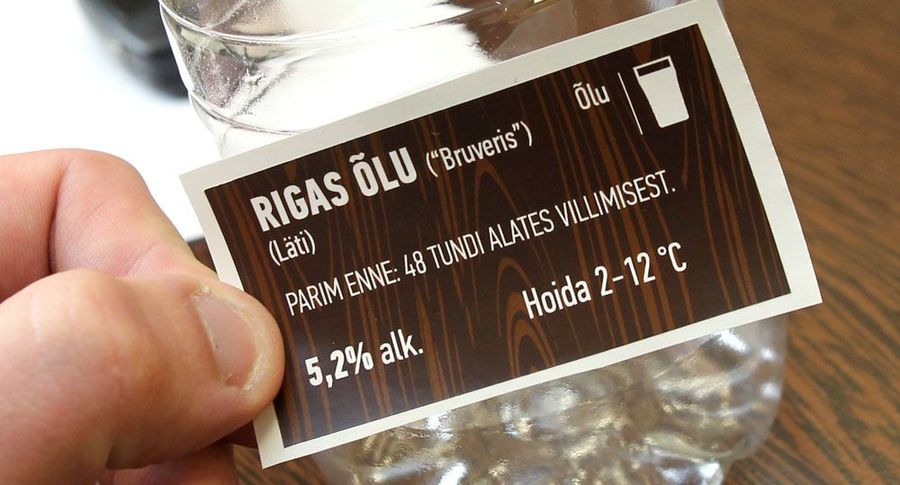 Õlu
RIGAS ÕLU (“Bruveris”)
(Läti)
PARIM ENNE: 48 TUNDI ALATES VILLIMISEST.
Hoida 2-12 °C
5,2% alk.